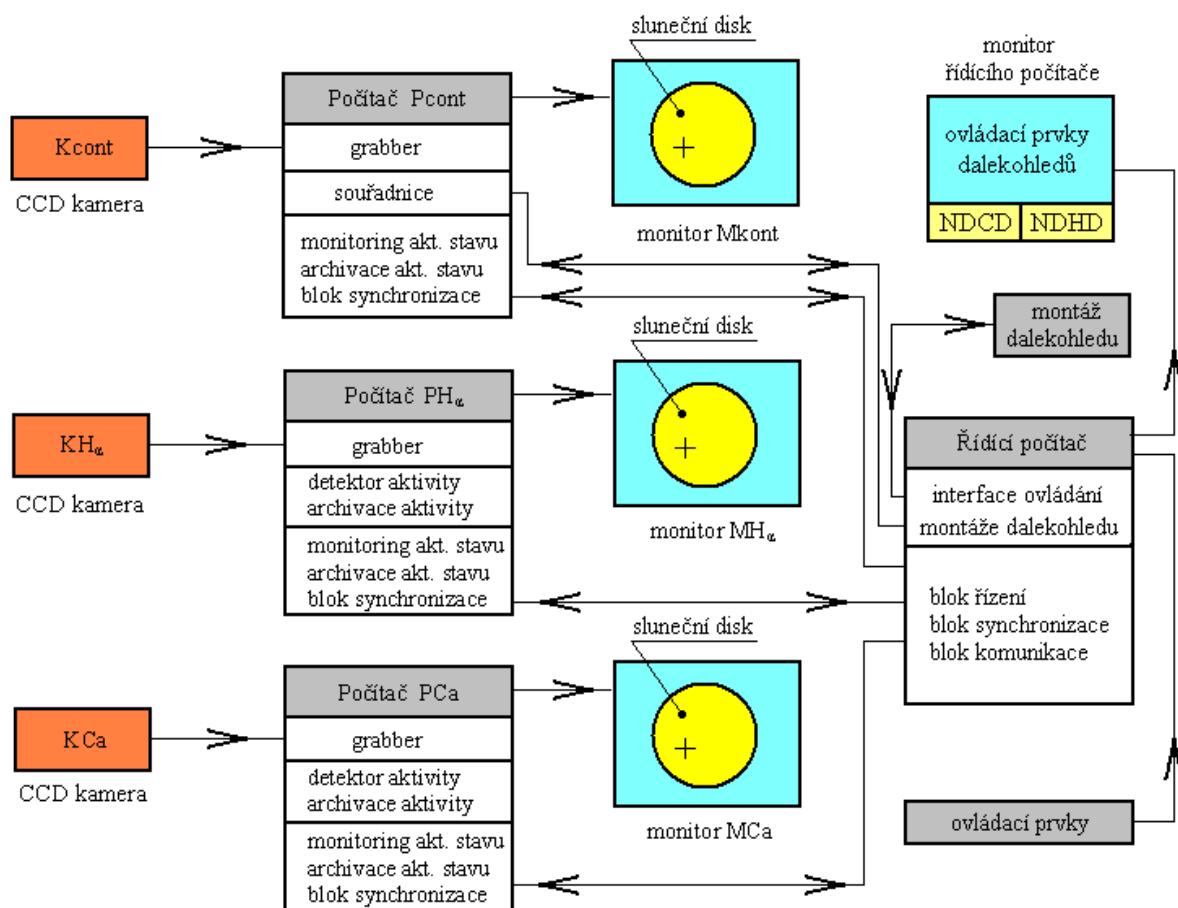 sluneční disk
monitor
řídícího počítače
Počítač Pcont
Kcont
grabber
CCD kamera
souřadnice
monitoring akt. stavu
archivace akt. stavu
blok synchronizace
monitor Mkont
ovládací prvky
dalekohledů
NDCD NDHD
montáž
dalekohledu
sluneční disk
Počítač PHα
KHα
grabber
CCD kamera
detektor aktivity
archivace aktivity
monitoring akt. stavu
archivace akt. stavu
blok synchronizace
monitor MHα
Řídící počítač
interface ovládání
montáže dalekohledu
blok řízení
blok synchronizace
blok komunikace
sluneční disk
Počítač PCa
KCa
grabber
CCD kamera
detektor aktivity
archivace aktivity
monitoring akt. stavu
archivace akt. stavu
blok synchronizace
monitor MCa
ovládací prvky